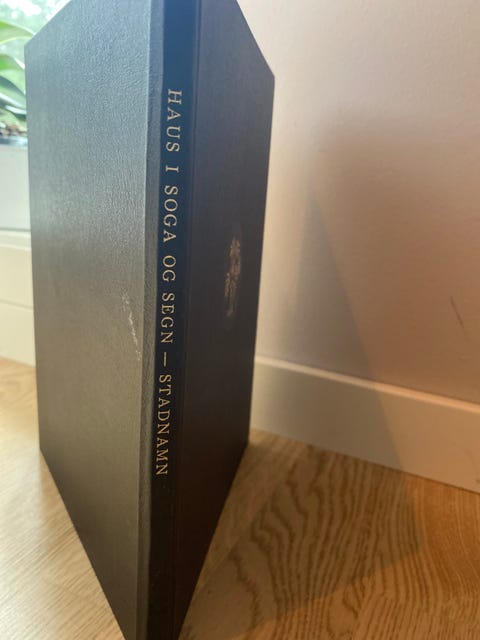 HAUS I SOGA OG SEGN — STADNAMN